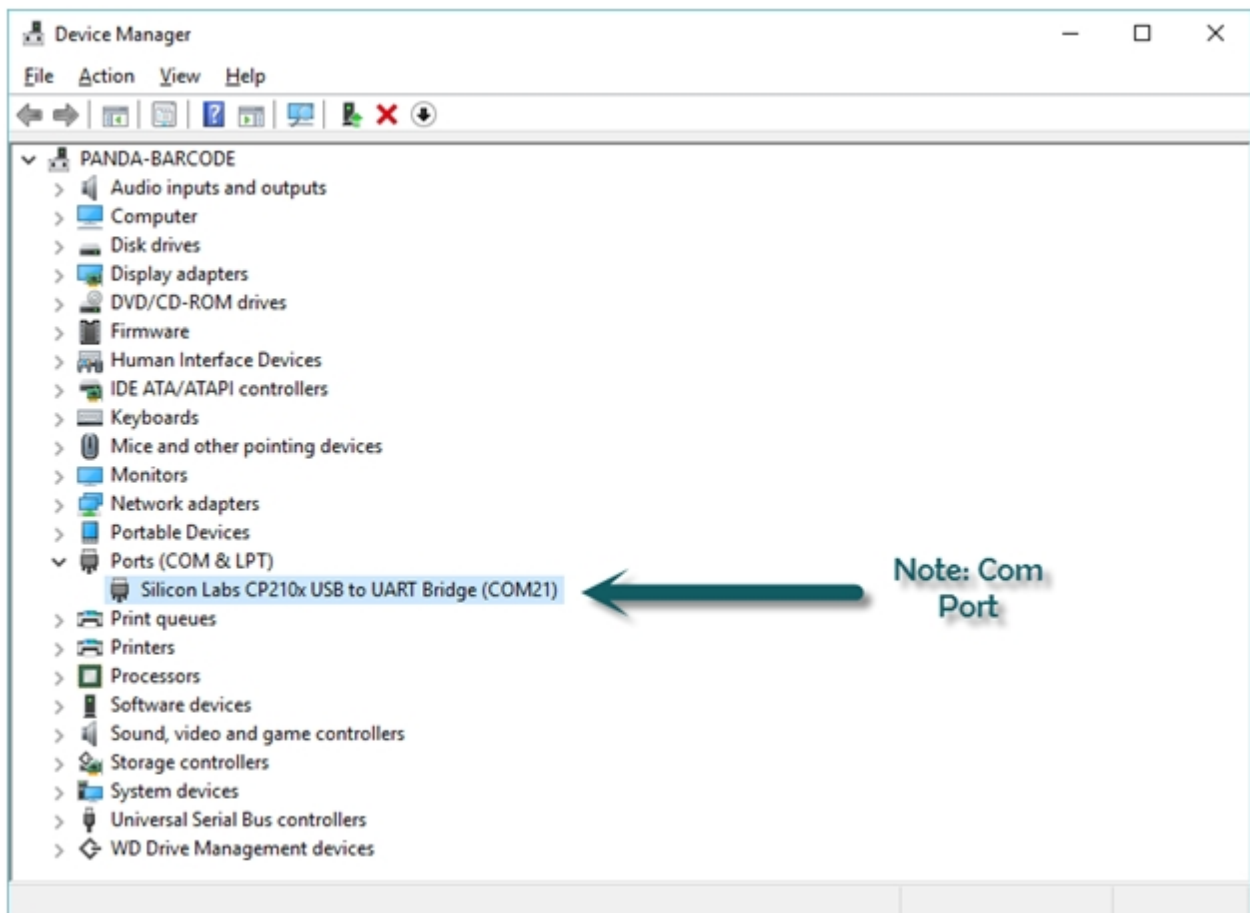 Device Manager
File Action View Help
PANDA-BARCODE
Audio inputs and outputs
Computer
Disk drives
Display adapters
DVD/CD-ROM drives
Firmware
Human Interface Devices
IDE ATA/ATAPI controllers
Keyboards
Mice and other pointing devices
Monitors
Network adapters
Portable Devices
Ports (COM & LPT)
Silicon Labs CP210x USB to UART Bridge (COM21)
Note: Com
Port
Print queues
Printers
Processors
Software devices
Sound, video and game controllers
Storage controllers
System devices
Universal Serial Bus controllers
WD Drive Management devices